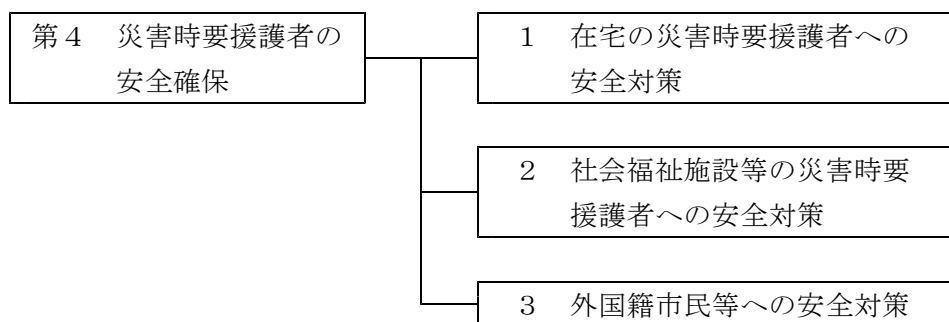 第４　災害時要援護者の
安全確保
１　在宅の災害時要援護者への
安全対策
２　社会福祉施設等の災害時要
援護者への安全対策
３　外国籍市民等への安全対策